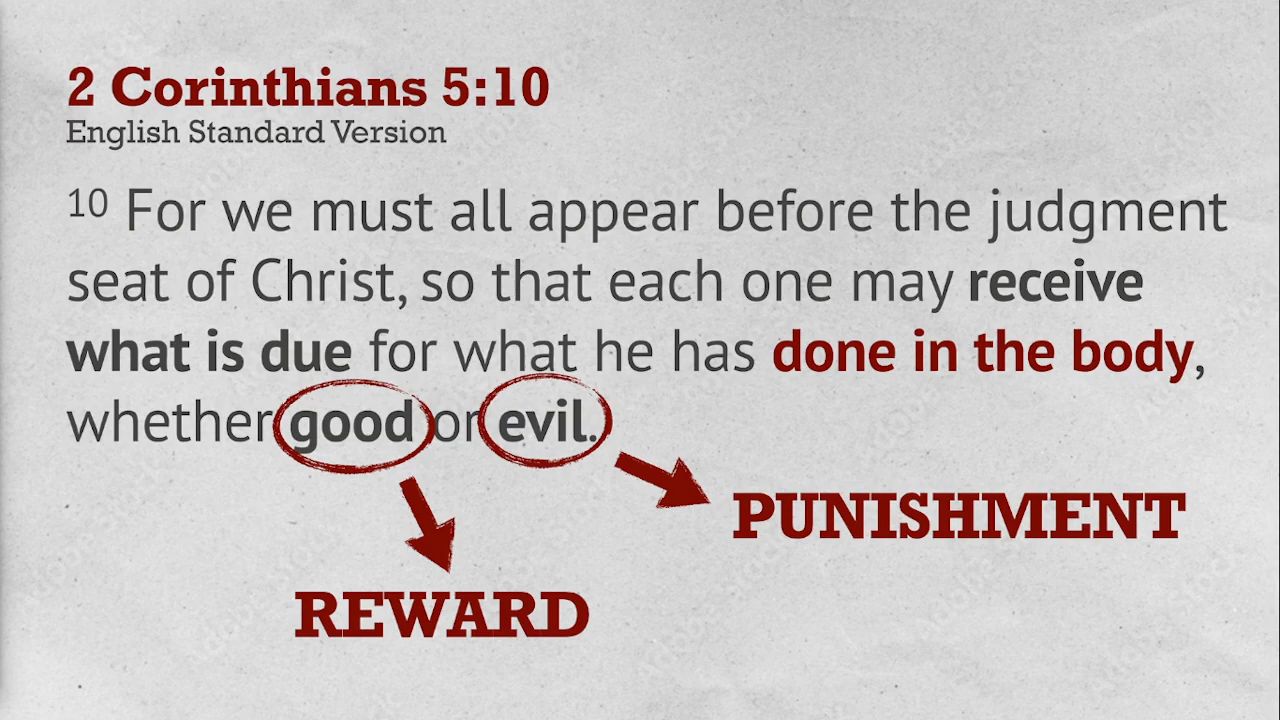 2 Corinthians 5:10
English Standard Version
10 For we must all appear before the judgment
seat of Christ, so that each one may receive
what is due for what he has done in the body,
whether good or evil.
PUNISHMENT
REWARD